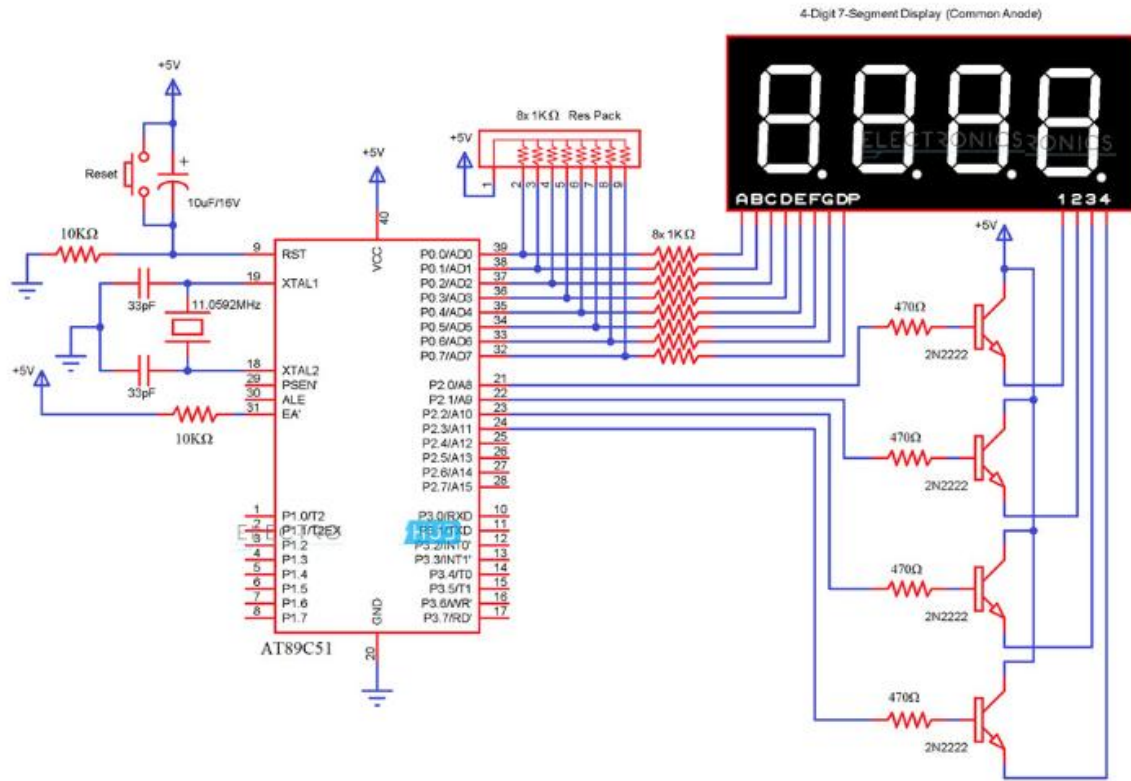 4-Digit 7-Segment Display (Common Anode)
+5V
Reset
+
10uF/16V
10KΩ
+5V
40
VCC
8x 1KΩ Res Pack
+5V
1
2
3
4
5
6
7
8
9
ELECTRONICS
RONICS
ABCDEFGDP
1234
+5V
8x 1KΩ
9
RST
19
XTAL1
33pF
11.0592MHz
18
XTAL2
33pF
29
PSEN'
30
ALE
31
EA'
+5V
10KΩ
P0.0/AD0
39
P0.1/AD1
38
P0.2/AD2
37
P0.3/AD3
36
P0.4/AD4
35
P0.5/AD5
34
P0.6/AD6
33
P0.7/AD7
32
P2.0/A8
21
P2.1/A9
22
P2.2/A10
23
P2.3/A11
24
P2.4/A12
25
P2.5/A13
26
P2.6/A14
27
P2.7/A15
28
1
P1.0/T2
2
P1.1/T2EX
3
P1.2
4
P1.3
5
P1.4
6
P1.5
7
P1.6
8
P1.7
ELECTRO
HUB
P3.0/RXD
10
11
P3.2/INT0'
12
P3.3/INT1'
13
P3.4/T0
14
P3.5/T1
15
P3.6/WR'
16
P3.7/RD'
17
GND
20
AT89C51
470Ω
2N2222
470Ω
2N2222
470Ω
2N2222
470Ω
2N2222